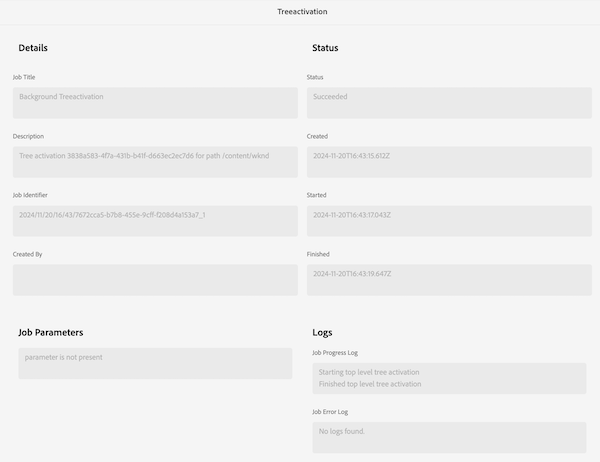 Treeactivation
Details
Job Title
Background Treeactivation
Description
Tree activation 3838a583-4f7a-431b-b41f-d663ec2ec7d6 for path /content/wknd
Job Identifier
2024/11/20/16/43/7672cca5-b7b8-455e-9cff-f208d4a153a7_1
Created By
Status
Status
Succeeded
Created
2024-11-20T16:43:15.612Z
Started
2024-11-20T16:43:17.043Z
Finished
2024-11-20T16:43:19.647Z
Job Parameters
parameter is not present
Logs
Job Progress Log
Starting top level tree activation
Finished top level tree activation
Job Error Log
No logs found.